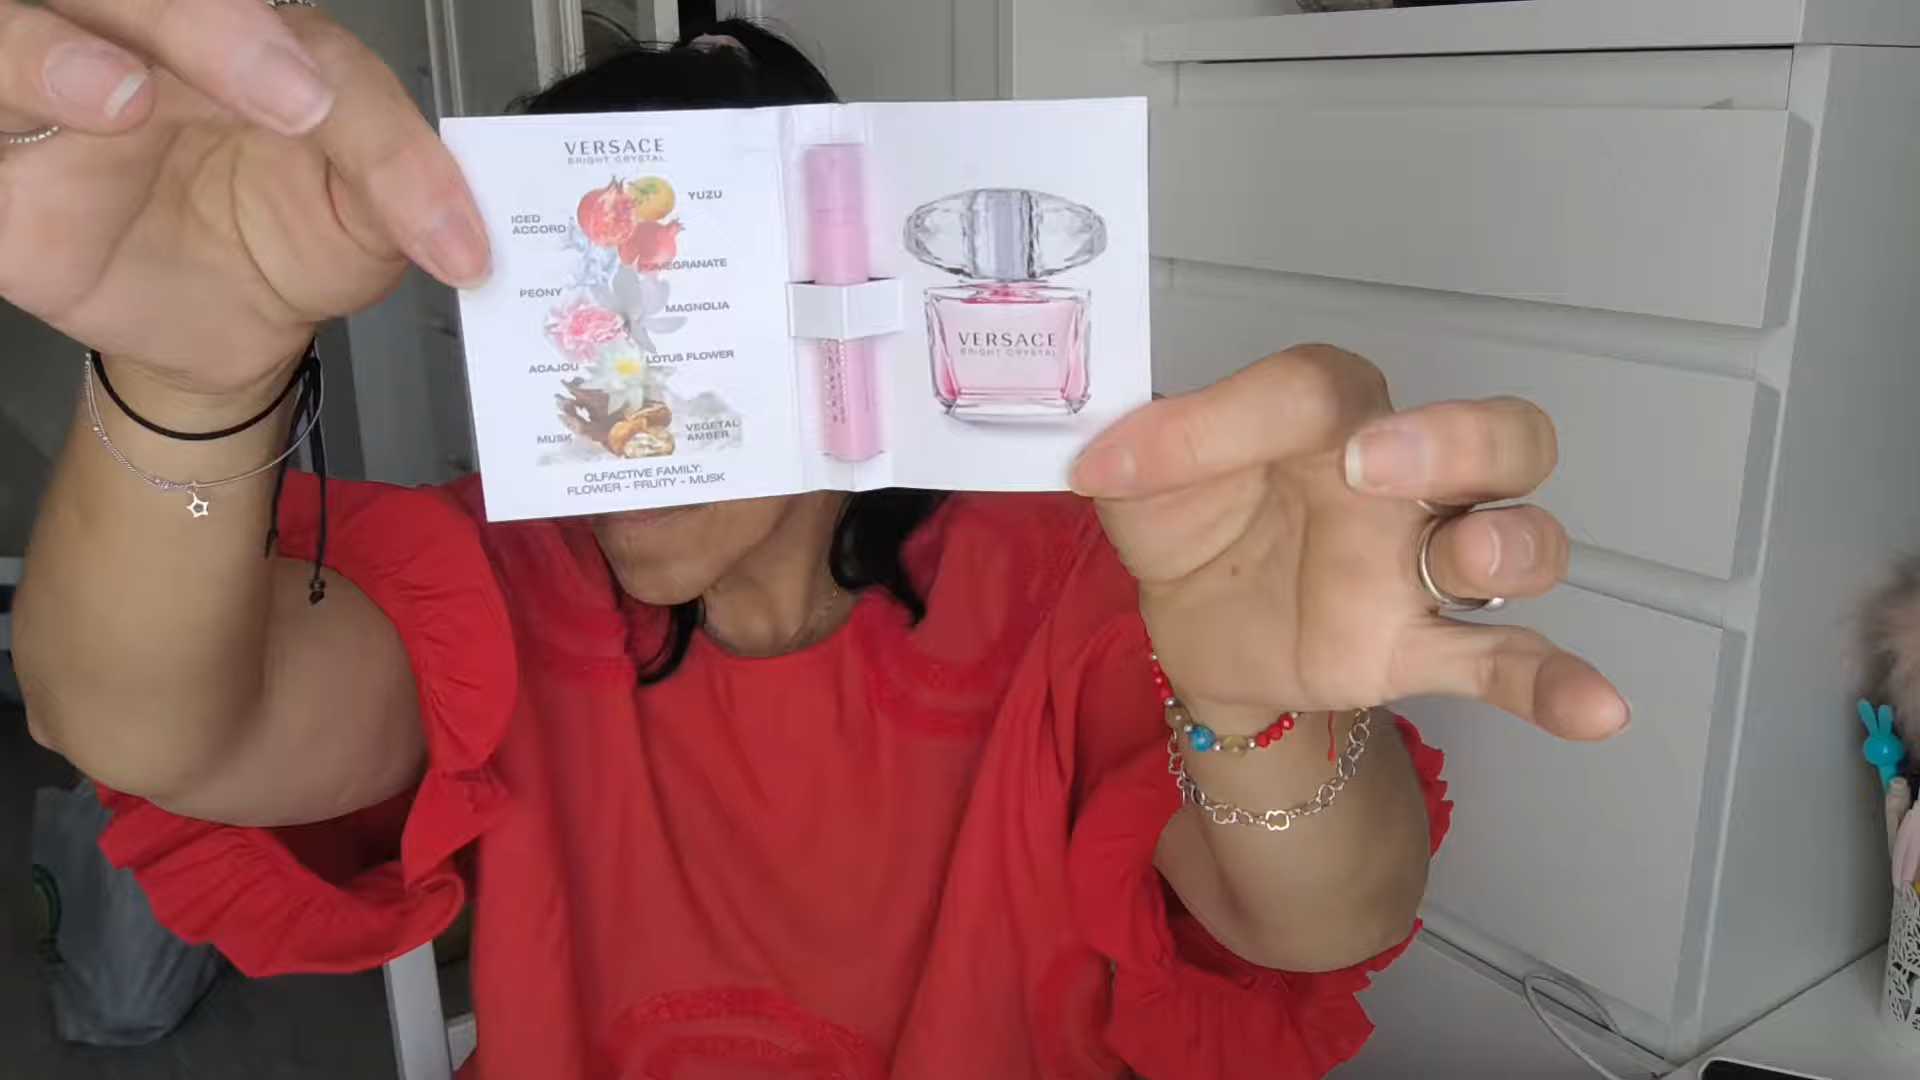 VERSACE
BRIGHT CRYSTAL
YUZU
ICED
ACCORD
POMEGRANATE
PEONY
MAGNOLIA
LOTUS FLOWER
ACAJOU
MUSK
VEGETAL
AMBER
OLFACTIVE FAMILY:
FLOWER - FRUITY - MUSK
VERSACE
BRIGHT CRYSTAL